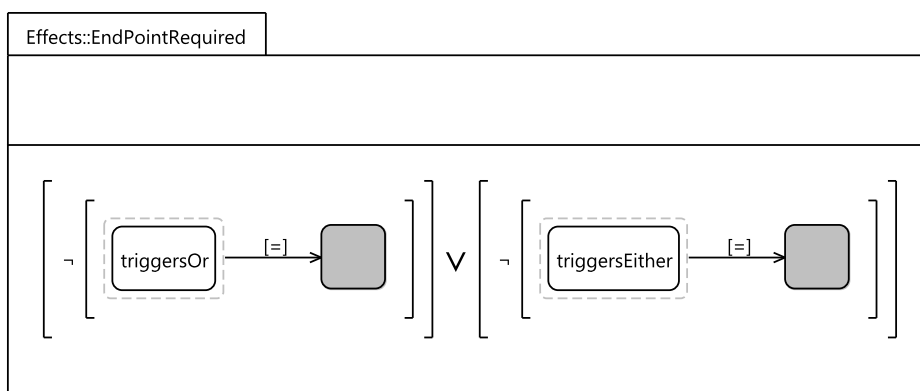 Effects::EndPointRequired
¬ triggersOr [=] ∨ ¬ triggersEither [=]